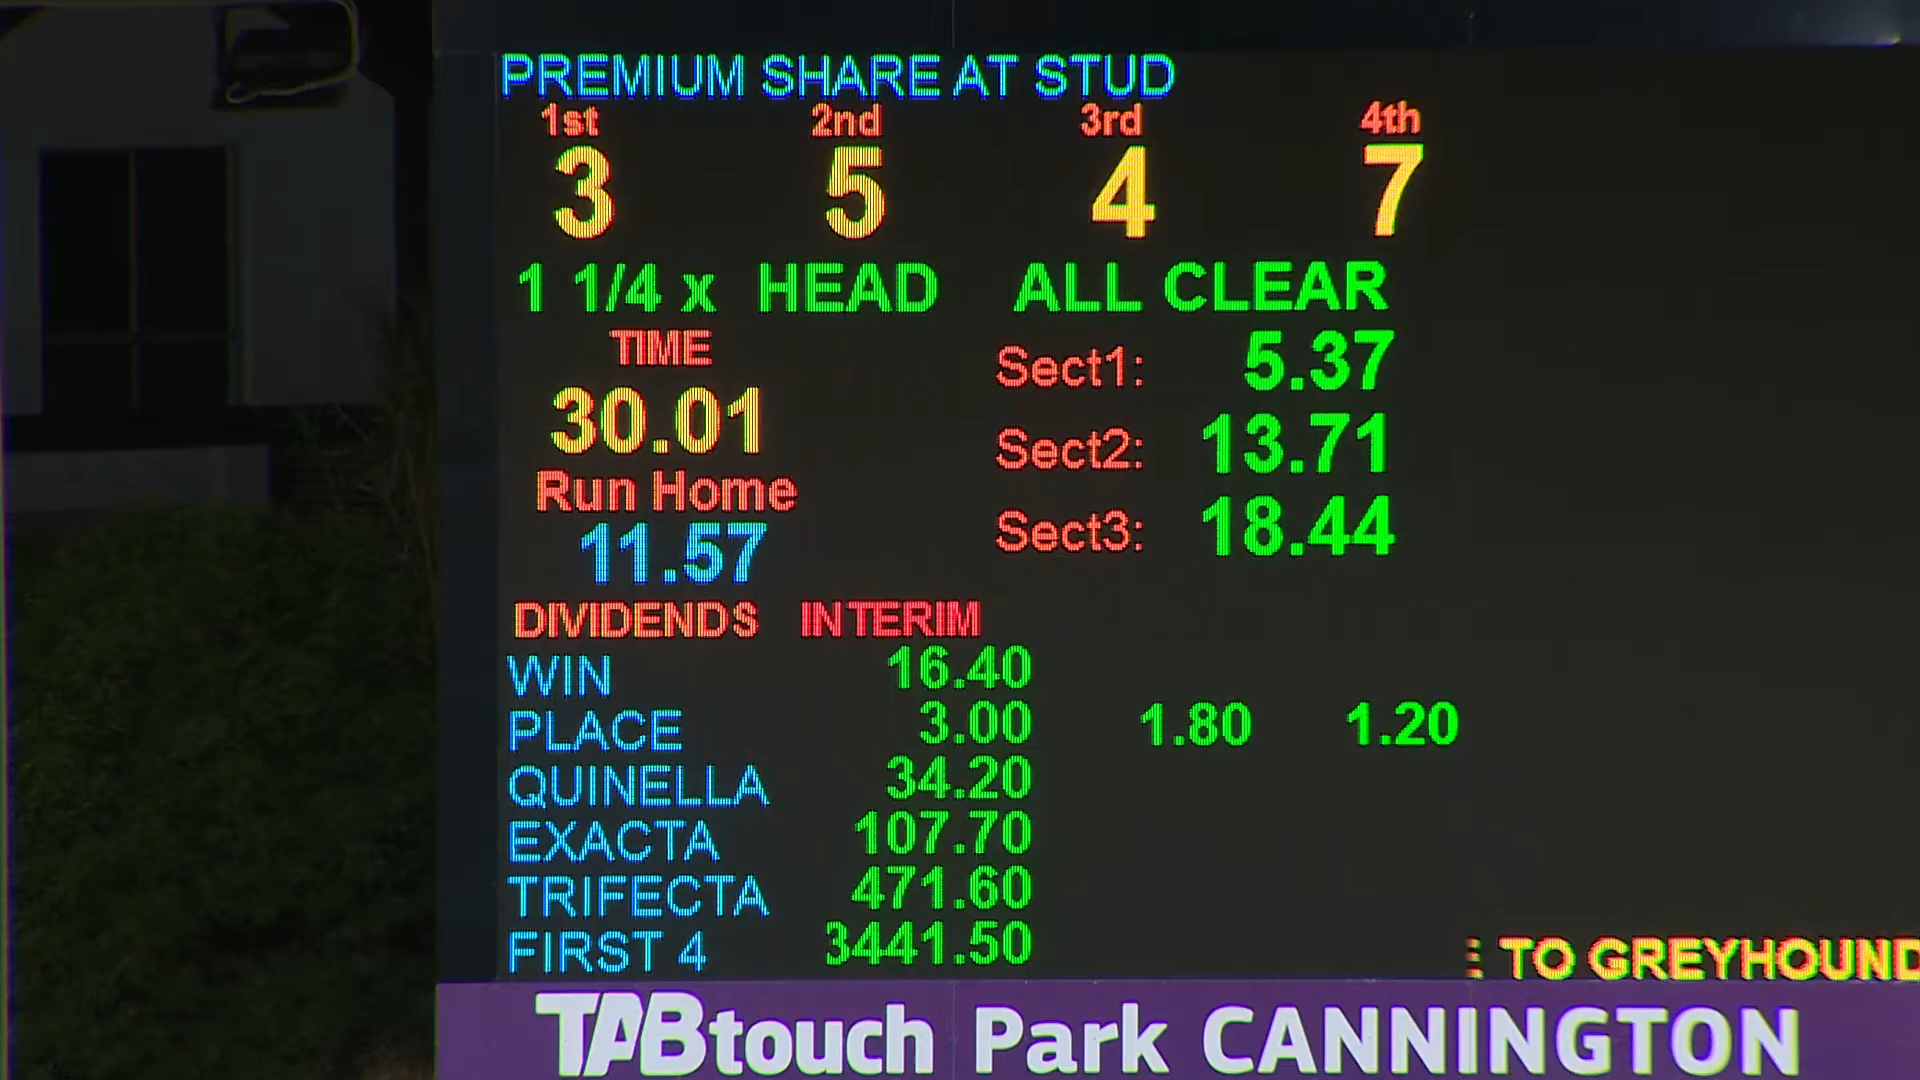 PREMIUM SHARE AT STUD
1st 2nd 3rd 4th
3 5 4 7
1 1/4 x HEAD ALL CLEAR
TIME
30.01
Run Home
11.57
Sect1: 5.37
Sect2: 13.71
Sect3: 18.44
DIVIDENDS INTERIM
WIN 16.40
PLACE 3.00 1.80 1.20
QUINELLA 34.20
EXACTA 107.70
TRIFECTA 471.60
FIRST 4 3441.50
TO GREYHOUND
TABtouch Park CANNINGTON